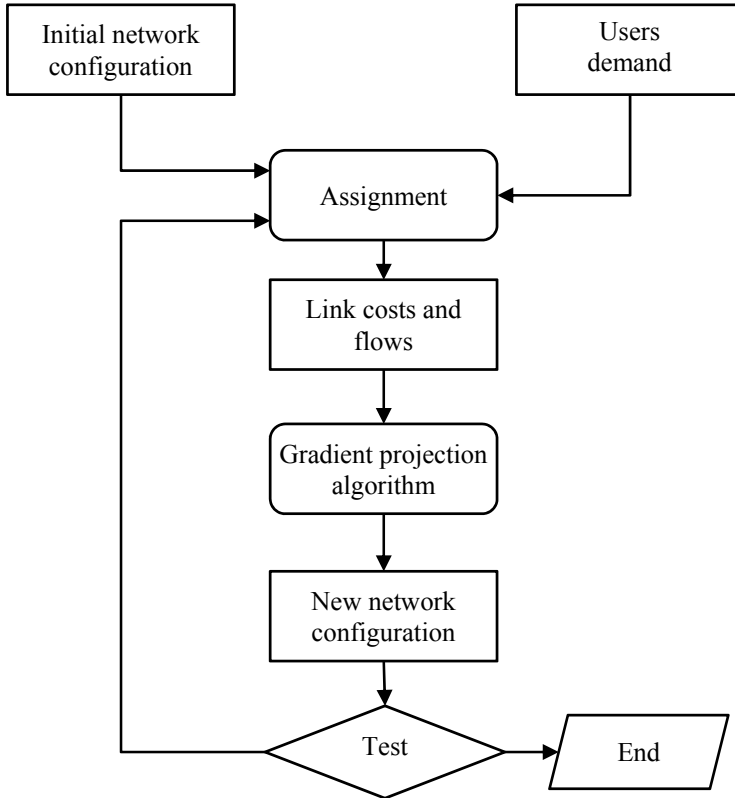 Initial network
configuration
Users
demand
Assignment
Link costs and
flows
Gradient projection
algorithm
New network
configuration
Test
End